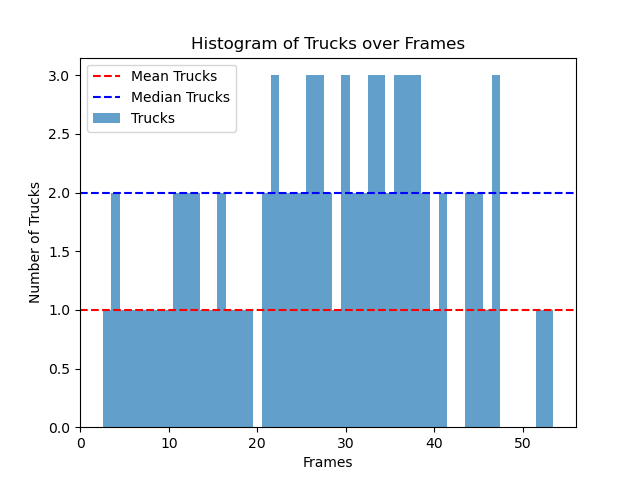 Histogram of Trucks over Frames
3.0
2.5
2.0
1.5
1.0
0.5
0.0
Number of Trucks
Mean Trucks
Median Trucks
Trucks
0 10 20 30 40 50
Frames